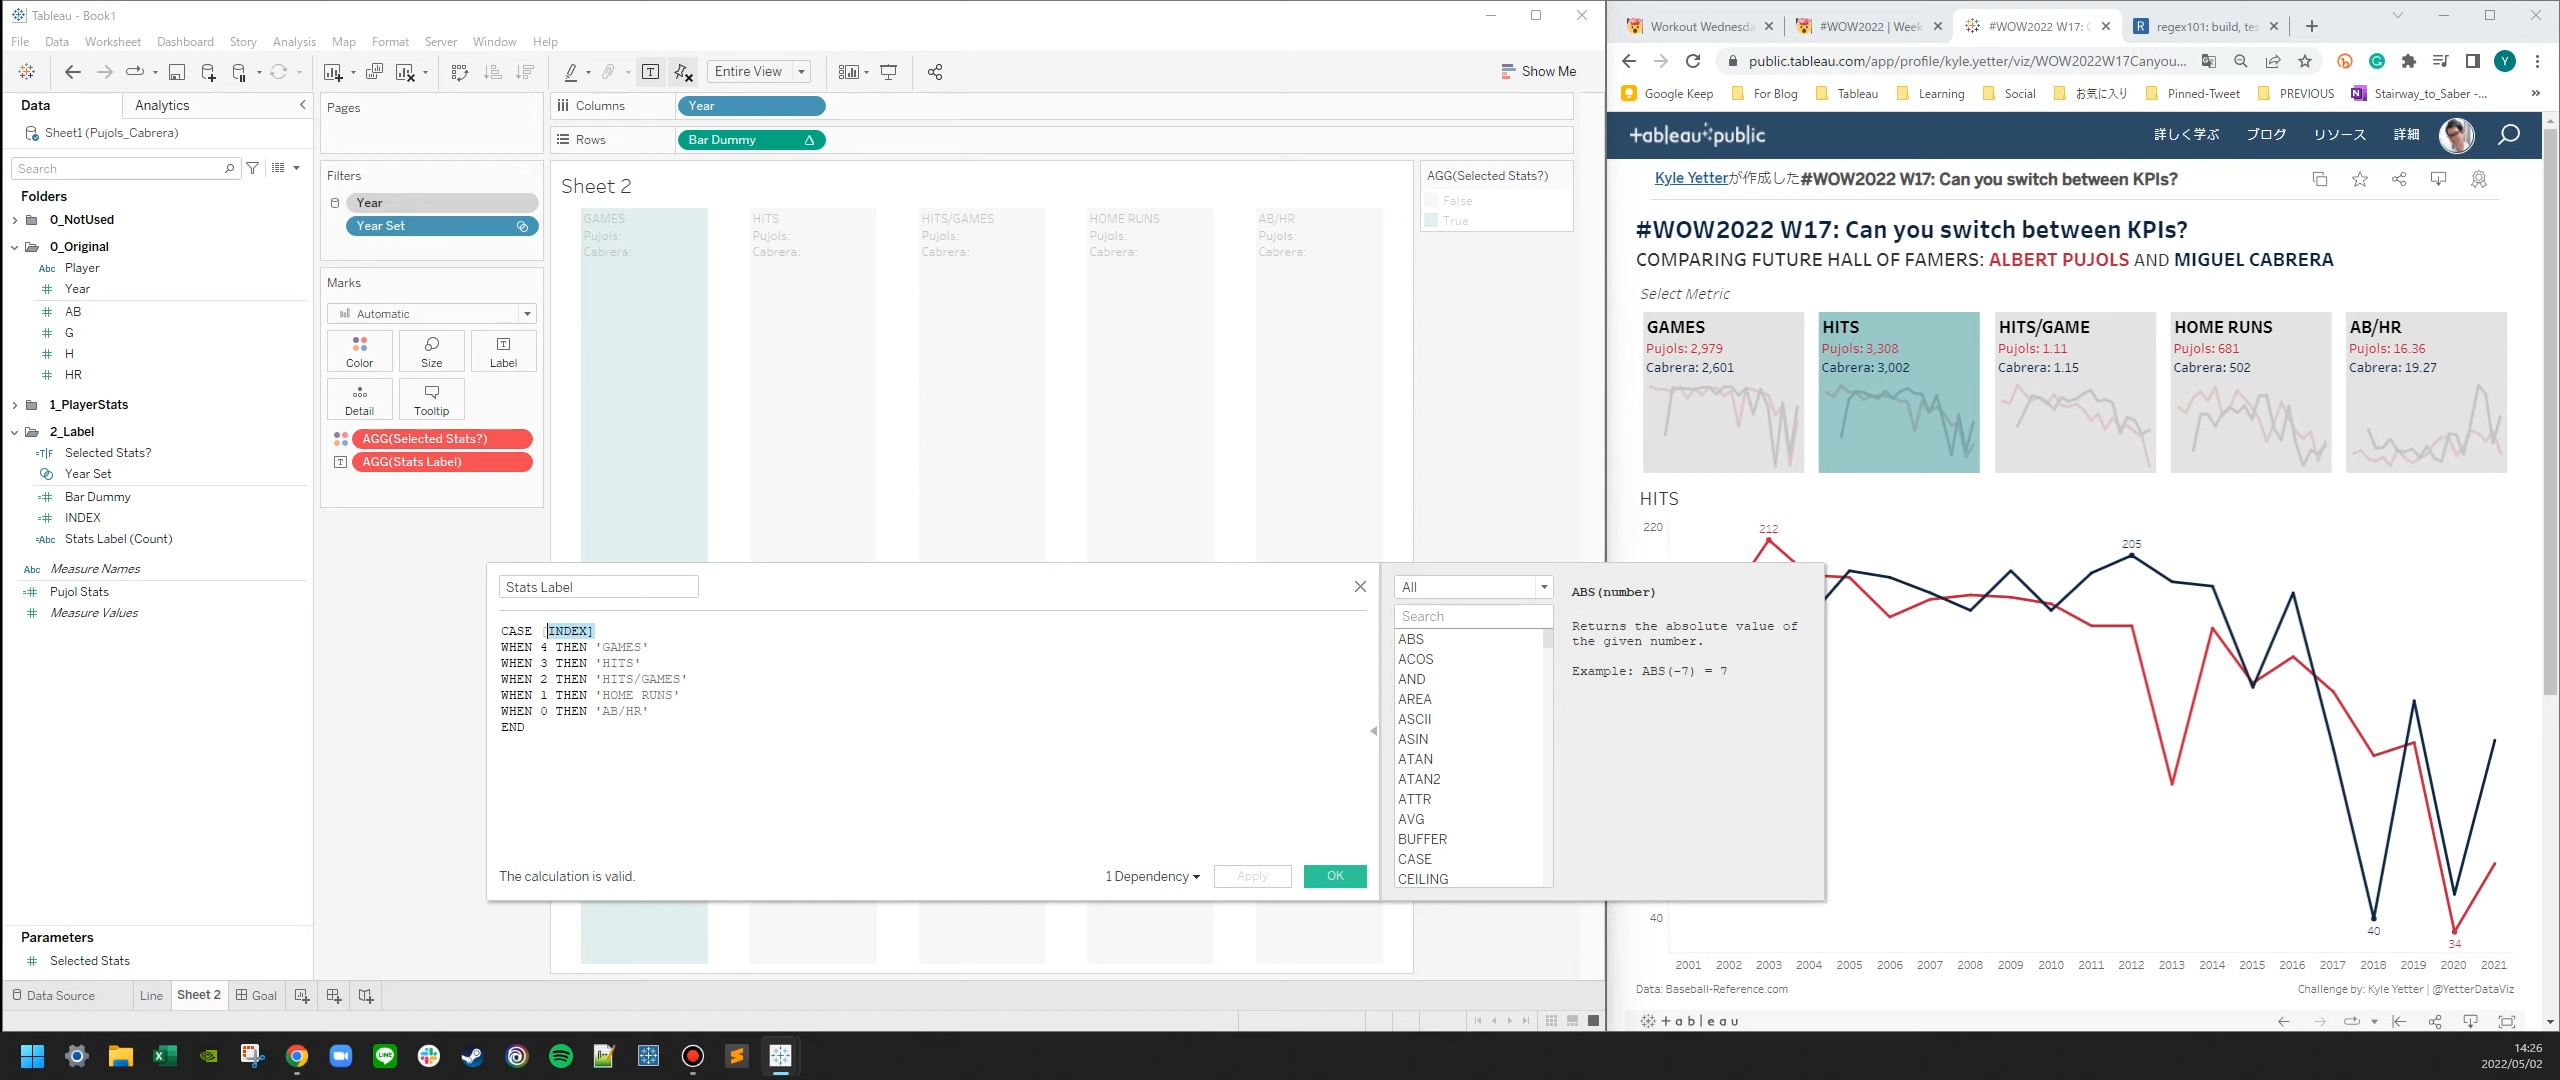 Tableau - Book1
File Data Worksheet Dashboard Story Analysis Map Format Server Window Help
Entire View
Show Me
Data Analytics
Sheet1 (Pujols_Cabrera)
Search
Folders
0_NotUsed
0_Original
Abc Player
Year
AB
G
H
HR
1_PlayerStats
2_Label
T|F Selected Stats?
Year Set
Bar Dummy
INDEX
Abc Stats Label (Count)
Abc Measure Names
Pujol Stats
Measure Values
Parameters
Selected Stats
Pages
Filters
Year
Year Set
Marks
Automatic
Color Size Label
Detail Tooltip
AGG(Selected Stats?)
AGG(Stats Label)
Columns Year
Rows Bar Dummy
Sheet 2
GAMES
Pujols:
Cabrera:
HITS
Pujols:
Cabrera:
HITS/GAMES
Pujols:
Cabrera:
HOME RUNS
Pujols:
Cabrera:
AB/HR
Pujols:
Cabrera:
AGG(Selected Stats?)
False
True
Stats Label
CASE [INDEX]
WHEN 4 THEN 'GAMES'
WHEN 3 THEN 'HITS'
WHEN 2 THEN 'HITS/GAMES'
WHEN 1 THEN 'HOME RUNS'
WHEN 0 THEN 'AB/HR'
END
The calculation is valid.
1 Dependency Apply OK
All
Search
ABS
ACOS
AND
AREA
ASCII
ASIN
ATAN
ATAN2
ATTR
AVG
BUFFER
CASE
CEILING
ABS(number)
Returns the absolute value of
the given number.
Example: ABS(-7) = 7
Data Source Line Sheet 2 Goal
Workout Wednesda
#WOW2022 | Week
#WOW2022 W17: C
regex101: build, tes
public.tableau.com/app/profile/kyle.yetter/viz/WOW2022W17Canyou...
Y
Google Keep For Blog Tableau Learning Social お気に入り Pinned-Tweet PREVIOUS Stairway_to_Saber -...
+tableau public
詳しく学ぶ ブログ リソース 詳細
Kyle Yetterが作成した#WOW2022 W17: Can you switch between KPIs?
#WOW2022 W17: Can you switch between KPIs?
COMPARING FUTURE HALL OF FAMERS: ALBERT PUJOLS AND MIGUEL CABRERA
Select Metric
GAMES
Pujols: 2,979
Cabrera: 2,601
HITS
Pujols: 3,308
Cabrera: 3,002
HITS/GAME
Pujols: 1.11
Cabrera: 1.15
HOME RUNS
Pujols: 681
Cabrera: 502
AB/HR
Pujols: 16.36
Cabrera: 19.27
HITS
220
212
205
40
40
34
2001 2002 2003 2004 2005 2006 2007 2008 2009 2010 2011 2012 2013 2014 2015 2016 2017 2018 2019 2020 2021
Data: Baseball-Reference.com
Challenge by: Kyle Yetter | @YetterDataViz
+ableau
14:26
2022/05/02